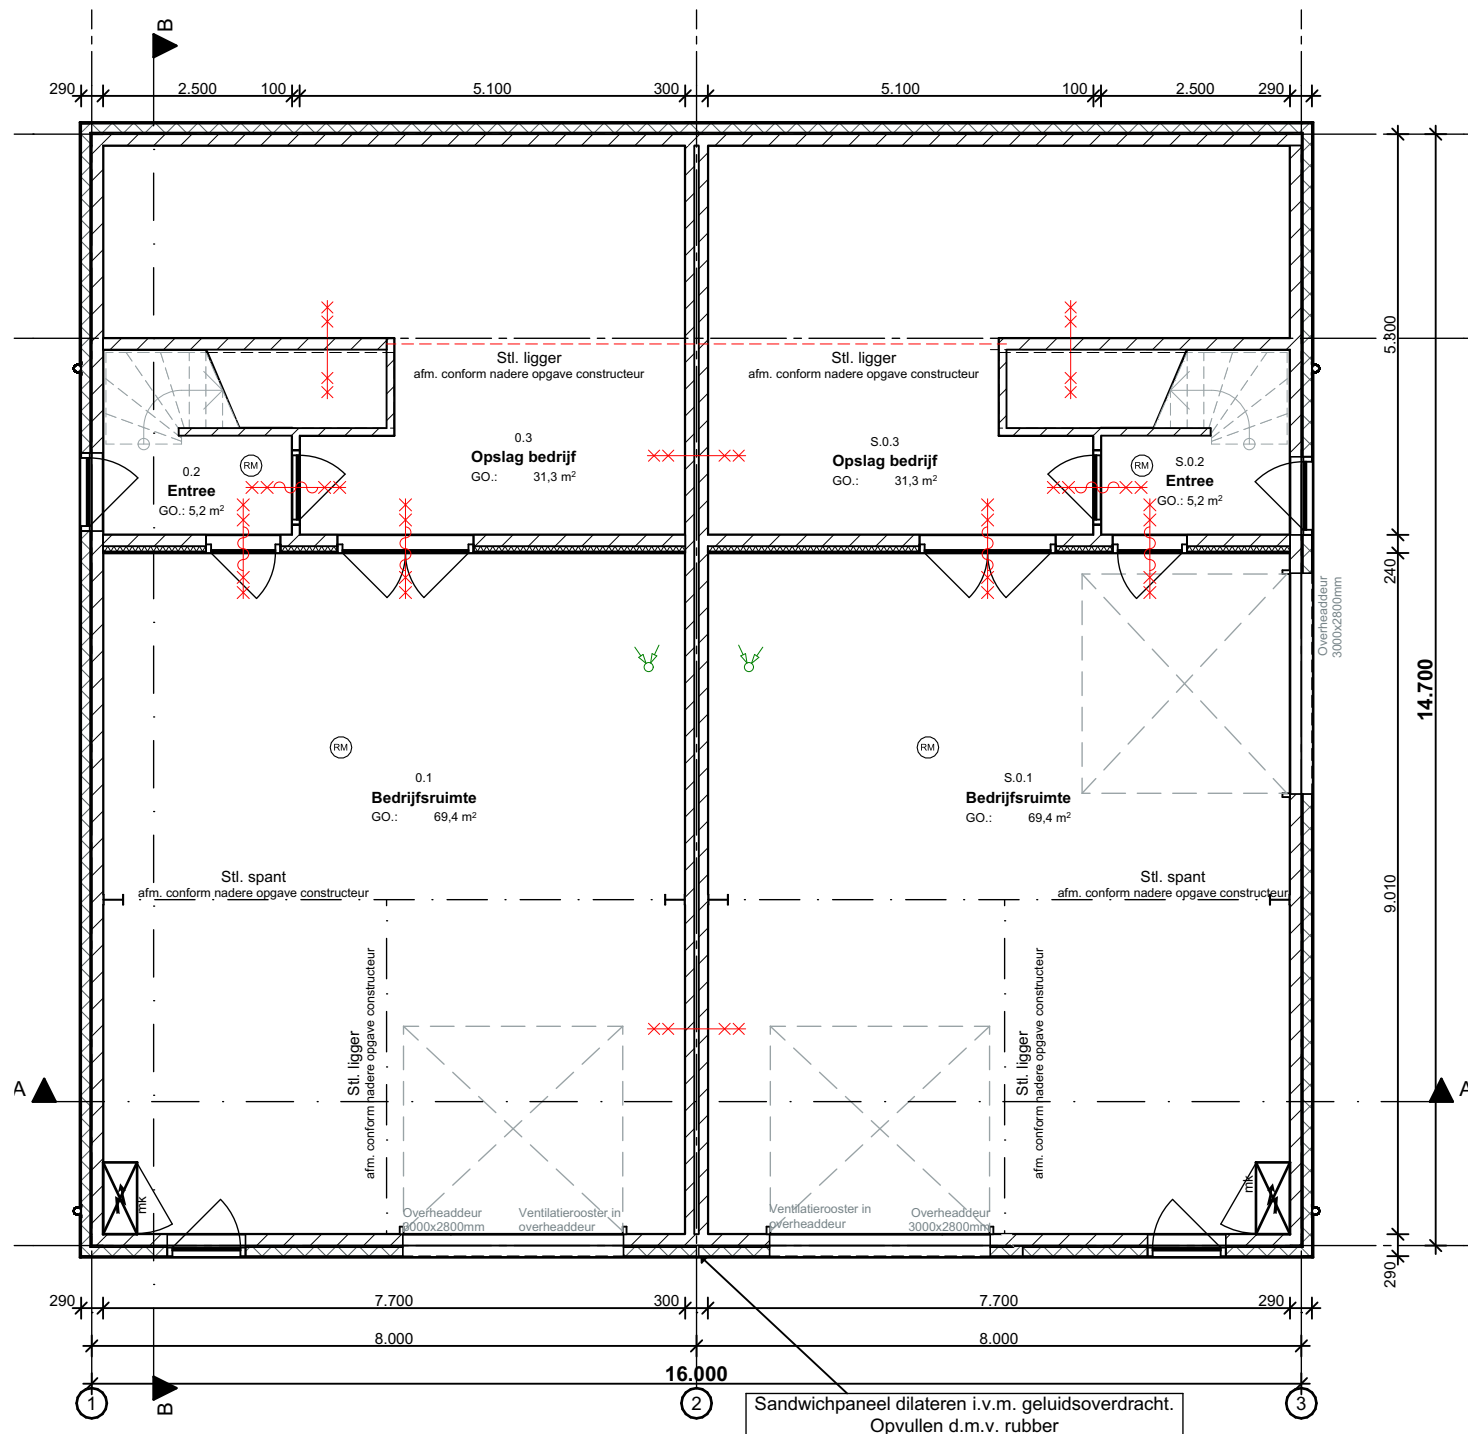 B
290
2.500
100
5.100
300
5.100
100
2.500
290
Stl. ligger
afm. conform nadere opgave constructeur
Stl. ligger
afm. conform nadere opgave constructeur
5.300
0.3
Opslag bedrijf
GO.: 31,3 m²
S.0.3
Opslag bedrijf
GO.: 31,3 m²
0.2
Entree
GO.: 5,2 m²
RM
RM
S.0.2
Entree
GO.: 5,2 m²
240
Overheaddeur
3000x2800mm
14.700
RM
RM
0.1
Bedrijfsruimte
GO.: 69,4 m²
S.0.1
Bedrijfsruimte
GO.: 69,4 m²
Stl. spant
afm. conform nadere opgave constructeur
Stl. spant
afm. conform nadere opgave constructeur
9.010
Stl. ligger
afm. conform nadere opgave constructeur
Stl. ligger
afm. conform nadere opgave constructeur
A
A
mk
mk
Overheaddeur
3000x2800mm
Ventilatierooster in
overheaddeur
Ventilatierooster in
overheaddeur
Overheaddeur
3000x2800mm
290
290
7.700
300
7.700
290
8.000
8.000
16.000
1
B
2
3
Sandwichpaneel dilateren i.v.m. geluidsoverdracht.
Opvullen d.m.v. rubber